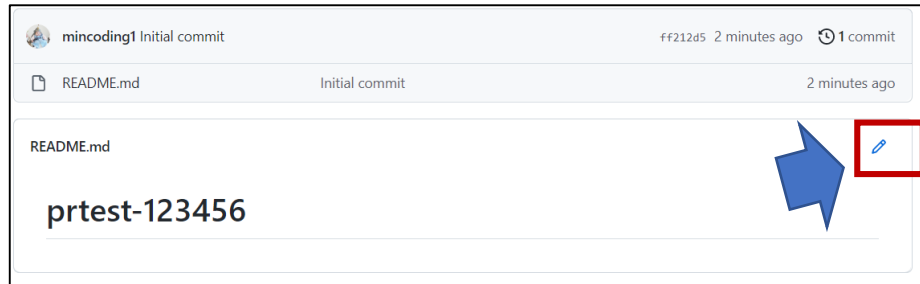 mincoding1 Initial commit ff212d5 2 minutes ago 1 commit
README.md Initial commit 2 minutes ago
README.md
prtest-123456